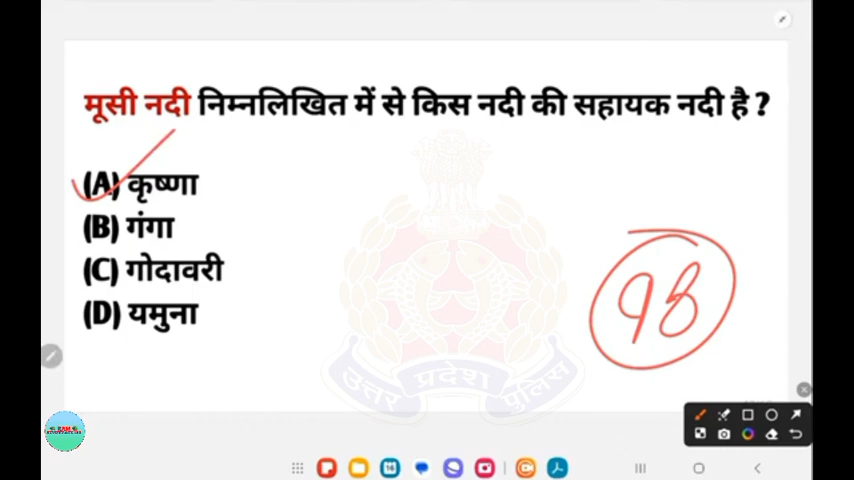 मूसी नदी निम्नलिखित में से किस नदी की सहायक नदी है ?
(A) कृष्णा
(B) गंगा
(C) गोदावरी
(D) यमुना
98
उत्तर प्रदेश पुलिस